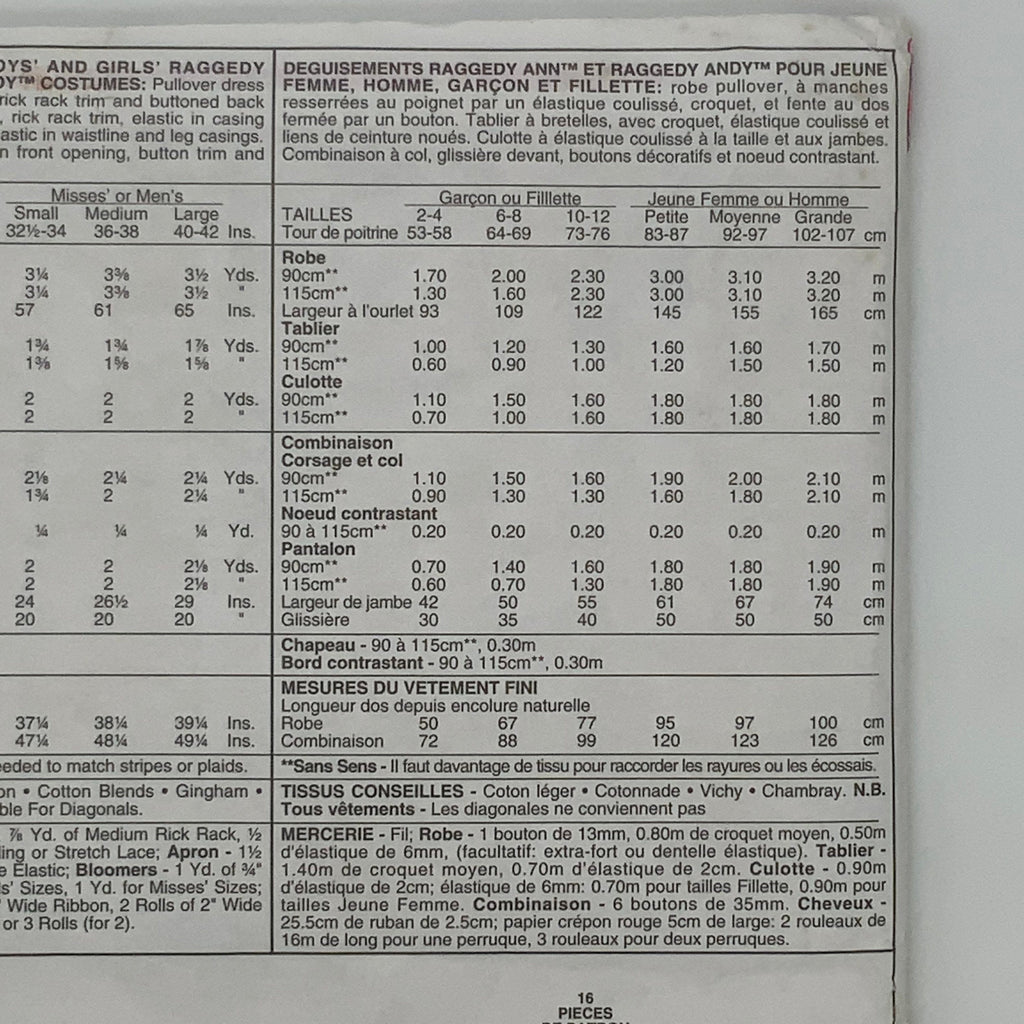 OYS' AND GIRLS' RAGGEDY
DY™ COSTUMES: Pullover dress
rick rack trim and buttoned back
, rick rack trim, elastic in casing
astic in waistline and leg casings.
n front opening, button trim and
Misses' or Men's
Small Medium Large
32½-34 36-38 40-42 Ins.
3¼ 3⅜ 3½ Yds.
3¼ 3⅜ 3½ "
57 61 65 Ins.
1¾ 1¾ 1⅞ Yds.
1⅜ 1⅝ 1⅝ "
2 2 2 Yds.
2 2 2 "
2⅛ 2¼ 2¼ Yds.
1¾ 2 2¼ "
¼ ¼ ¼ Yd.
2 2 2⅛ Yds.
2 2 2⅛ "
24 26½ 29 Ins.
20 20 20 "
37¼ 38¼ 39¼ Ins.
47¼ 48¼ 49¼ Ins.
eeded to match stripes or plaids.
on • Cotton Blends • Gingham •
ble For Diagonals.
⅞ Yd. of Medium Rick Rack, ½
ing or Stretch Lace; Apron - 1½
e Elastic; Bloomers - 1 Yd. of ¾"
s' Sizes, 1 Yd. for Misses' Sizes;
" Wide Ribbon, 2 Rolls of 2" Wide
or 3 Rolls (for 2).
DEGUISEMENTS RAGGEDY ANN™ ET RAGGEDY ANDY™ POUR JEUNE
FEMME, HOMME, GARÇON ET FILLETTE: robe pullover, à manches
resserrées au poignet par un élastique coulissé, croquet, et fente au dos
fermée par un bouton. Tablier à bretelles, avec croquet, élastique coulissé et
liens de ceinture noués. Culotte à élastique coulissé à la taille et aux jambes.
Combinaison à col, glissière devant, boutons décoratifs et noeud contrastant.
Garçon ou Filllette Jeune Femme ou Homme
TAILLES 2-4 6-8 10-12 Petite Moyenne Grande
Tour de poitrine 53-58 64-69 73-76 83-87 92-97 102-107 cm
Robe
90cm** 1.70 2.00 2.30 3.00 3.10 3.20 m
115cm** 1.30 1.60 2.30 3.00 3.10 3.20 m
Largeur à l'ourlet 93 109 122 145 155 165 cm
Tablier
90cm** 1.00 1.20 1.30 1.60 1.60 1.70 m
115cm** 0.60 0.90 1.00 1.20 1.50 1.50 m
Culotte
90cm** 1.10 1.50 1.60 1.80 1.80 1.80 m
115cm** 0.70 1.00 1.60 1.80 1.80 1.80 m
Combinaison
Corsage et col
90cm** 1.10 1.50 1.60 1.90 2.00 2.10 m
115cm** 0.90 1.30 1.30 1.60 1.80 2.10 m
Noeud contrastant
90 à 115cm** 0.20 0.20 0.20 0.20 0.20 0.20 m
Pantalon
90cm** 0.70 1.40 1.60 1.80 1.80 1.90 m
115cm** 0.60 0.70 1.30 1.80 1.80 1.90 m
Largeur de jambe 42 50 55 61 67 74 cm
Glissière 30 35 40 50 50 50 cm
Chapeau - 90 à 115cm**, 0.30m
Bord contrastant - 90 à 115cm**, 0.30m
MESURES DU VETEMENT FINI
Longueur dos depuis encolure naturelle
Robe 50 67 77 95 97 100 cm
Combinaison 72 88 99 120 123 126 cm
**Sans Sens - Il faut davantage de tissu pour raccorder les rayures ou les écossais.
TISSUS CONSEILLES - Coton léger • Cotonnade • Vichy • Chambray. N.B.
Tous vêtements - Les diagonales ne conviennent pas
MERCERIE - Fil; Robe - 1 bouton de 13mm, 0.80m de croquet moyen, 0.50m
d'élastique de 6mm, (facultatif: extra-fort ou dentelle élastique). Tablier -
1.40m de croquet moyen, 0.70m d'élastique de 2cm. Culotte - 0.90m
d'élastique de 2cm; élastique de 6mm: 0.70m pour tailles Fillette, 0.90m pour
tailles Jeune Femme. Combinaison - 6 boutons de 35mm. Cheveux -
25.5cm de ruban de 2.5cm; papier crépon rouge 5cm de large: 2 rouleaux de
16m de long pour une perruque, 3 rouleaux pour deux perruques.
16
PIECES